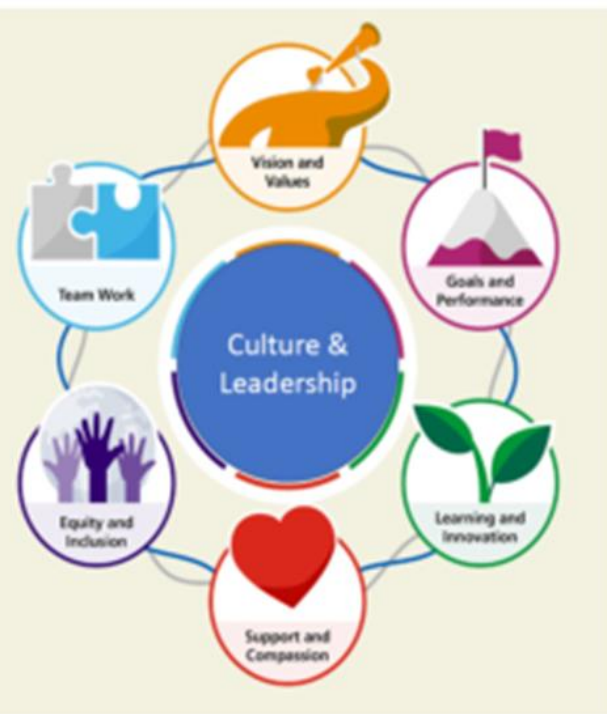 Vision and
Values
Goals and
Performance
Team Work
Culture &
Leadership
Learning and
Innovation
Equity and
Inclusion
Support and
Compassion